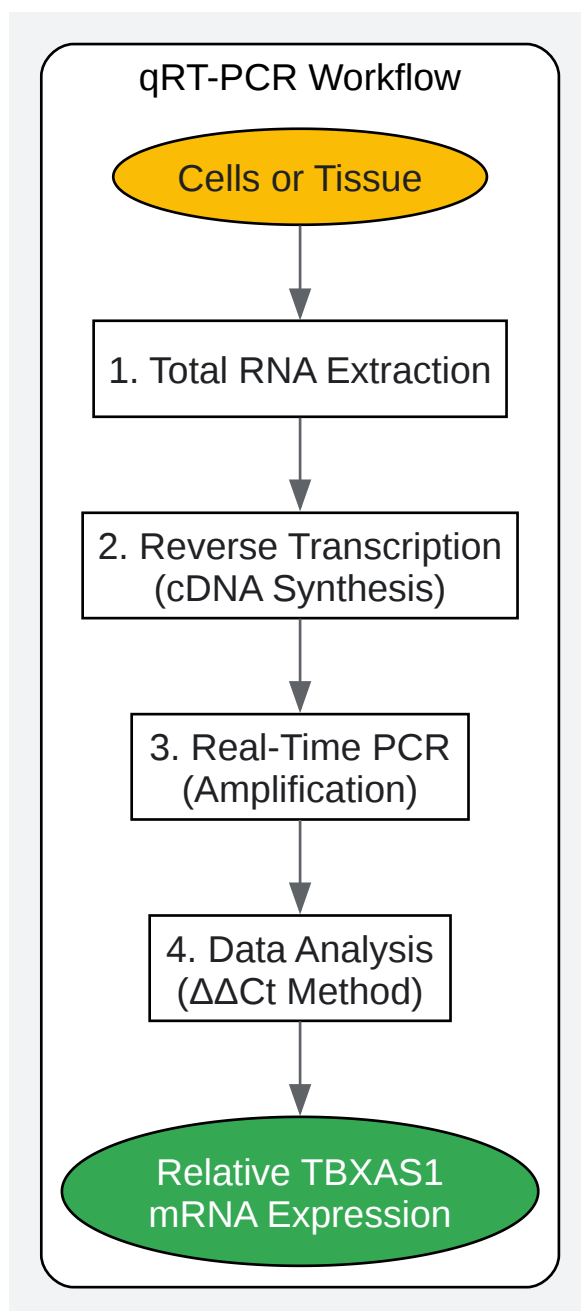 qRT-PCR Workflow
Cells or Tissue
1. Total RNA Extraction
2. Reverse Transcription
(cDNA Synthesis)
3. Real-Time PCR
(Amplification)
4. Data Analysis
(ΔΔCt Method)
Relative TBXAS1
mRNA Expression